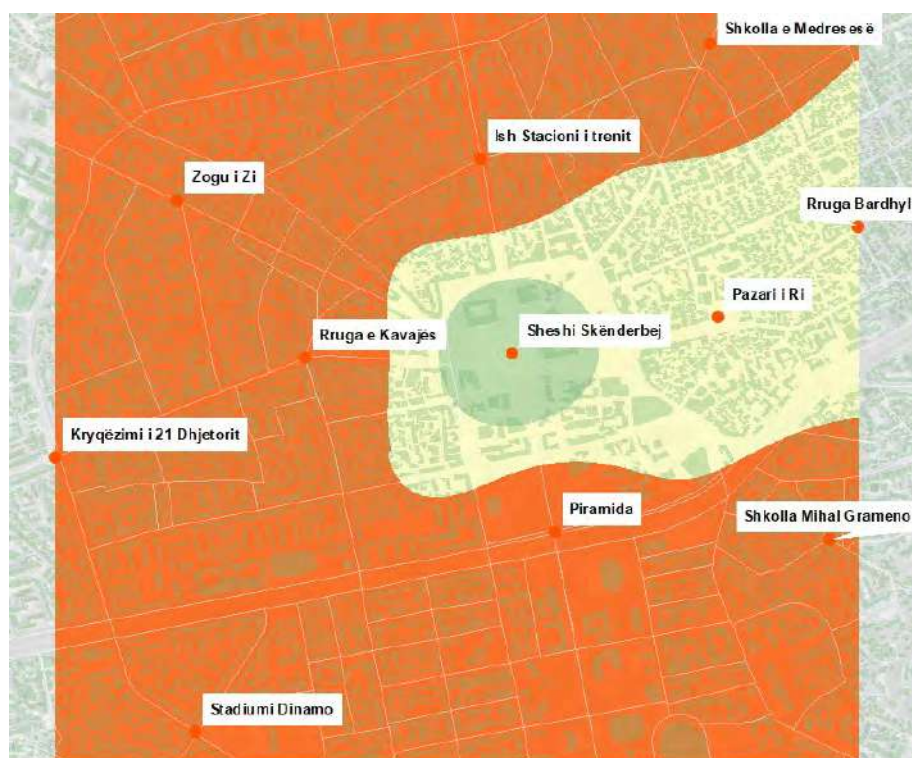 Shkolla e Medresesë
Ish Stacioni i trenit
Zogu i Zi
Rruga Bardhyl
Pazari i Ri
Sheshi Skënderbej
Rruga e Kavajës
Kryqëzimi i 21 Dhjetorit
Piramida
Shkolla Mihal Grameno
Stadiumi Dinamo